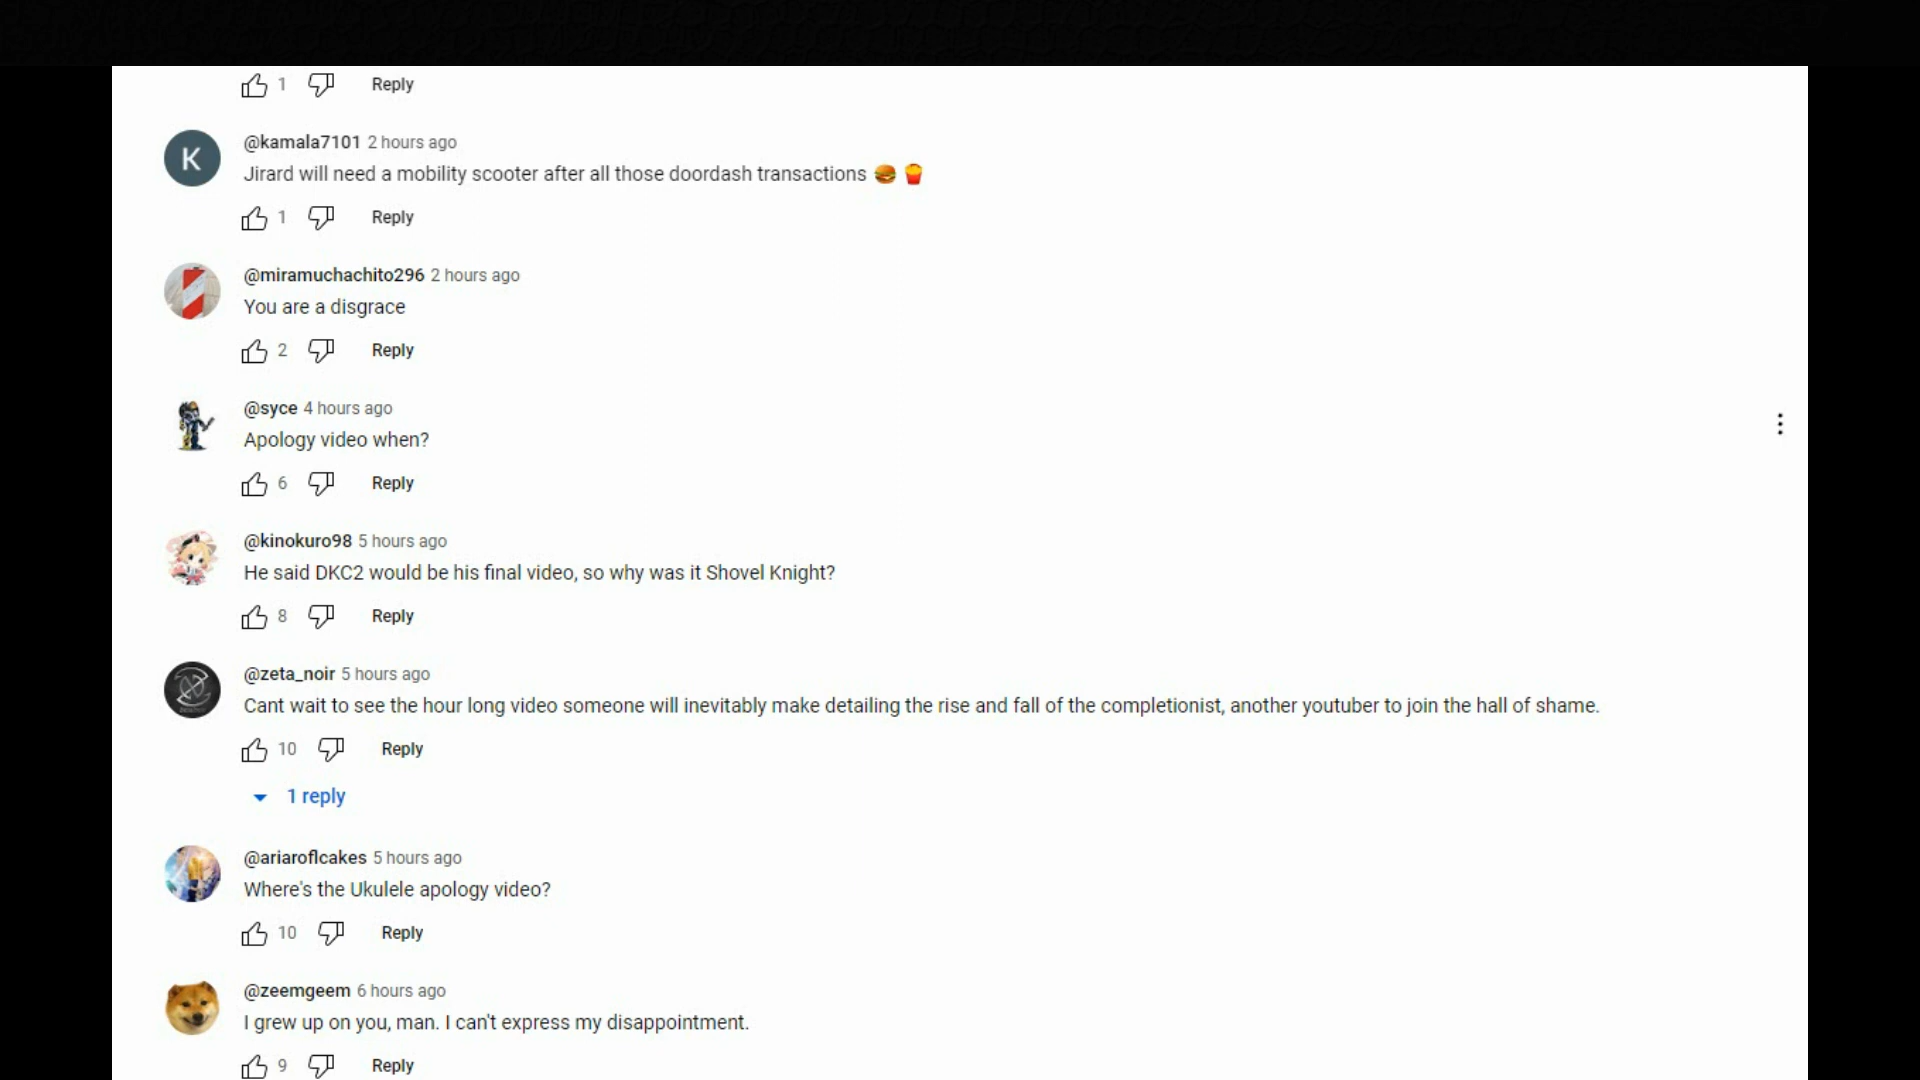 1 Reply
K
@kamala7101 2 hours ago
Jirard will need a mobility scooter after all those doordash transactions 🍔 🍟
1 Reply
@miramuchachito296 2 hours ago
You are a disgrace
2 Reply
@syce 4 hours ago
Apology video when?
6 Reply
@kinokuro98 5 hours ago
He said DKC2 would be his final video, so why was it Shovel Knight?
8 Reply
@zeta_noir 5 hours ago
Cant wait to see the hour long video someone will inevitably make detailing the rise and fall of the completionist, another youtuber to join the hall of shame.
10 Reply
1 reply
@ariaroflcakes 5 hours ago
Where's the Ukulele apology video?
10 Reply
@zeemgeem 6 hours ago
I grew up on you, man. I can't express my disappointment.
9 Reply